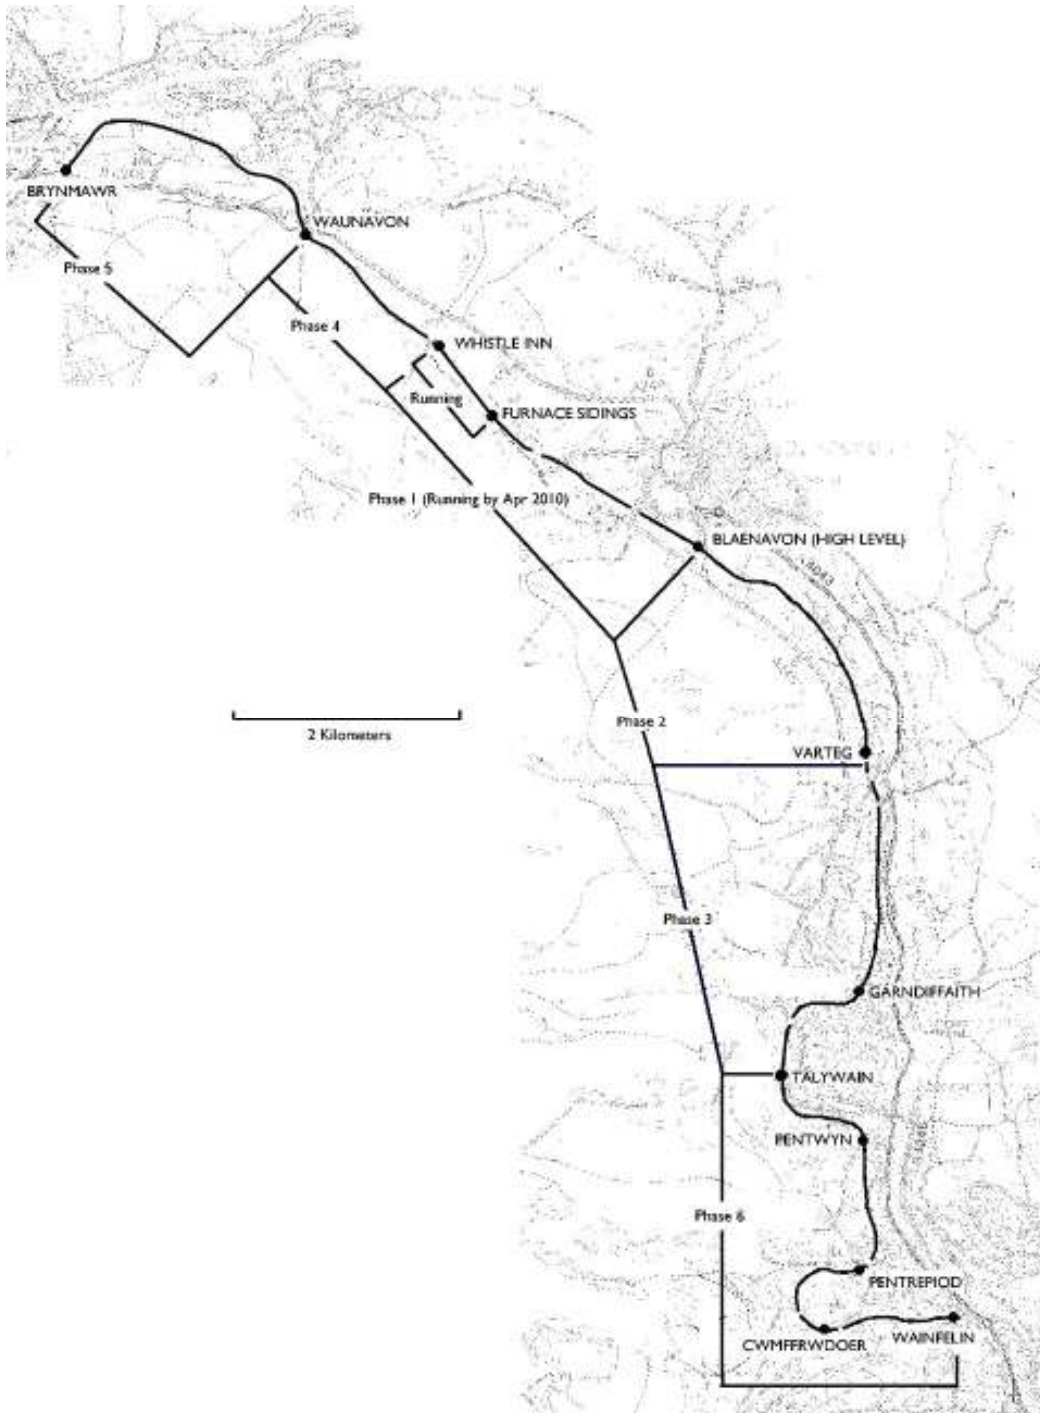 BRYNMAWR
WAUNAVON
Phase 5
Phase 4
WHISTLE INN
Running
FURNACE SIDINGS
Phase 1 (Running by Apr 2010)
BLAENAVON (HIGH LEVEL)
Phase 2
2 Kilometers
VARTEG
Phase 3
GARNDIFFAITH
TALYWAIN
PENTWYN
Phase 6
PENTREPIOD
CWMFFRWDOER
WAINFELIN